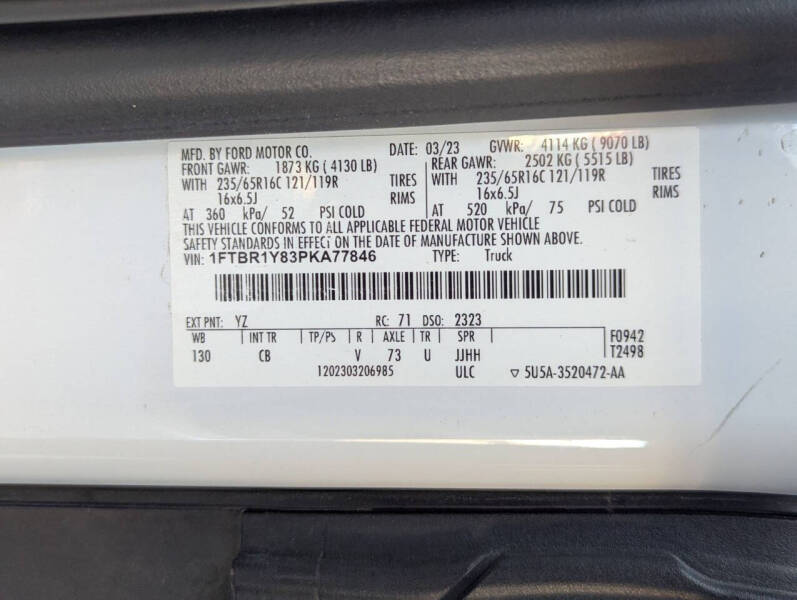 MFD. BY FORD MOTOR CO. DATE: 03/23 GVWR: 4114 KG ( 9070 LB)
FRONT GAWR: 1873 KG ( 4130 LB) REAR GAWR: 2502 KG ( 5515 LB)
WITH 235/65R16C 121/119R TIRES WITH 235/65R16C 121/119R TIRES
16x6.5J RIMS 16x6.5J RIMS
AT 360 kPa/ 52 PSI COLD AT 520 kPa/ 75 PSI COLD
THIS VEHICLE CONFORMS TO ALL APPLICABLE FEDERAL MOTOR VEHICLE
SAFETY STANDARDS IN EFFECT ON THE DATE OF MANUFACTURE SHOWN ABOVE.
VIN: 1FTBR1Y83PKA77846 TYPE: Truck
EXT PNT: YZ RC: 71 DSO: 2323
WB INT TR TP/PS R AXLE TR SPR F0942
130 CB V 73 U JJHH T2498
1202303206985 ULC ▽ 5U5A-3520472-AA